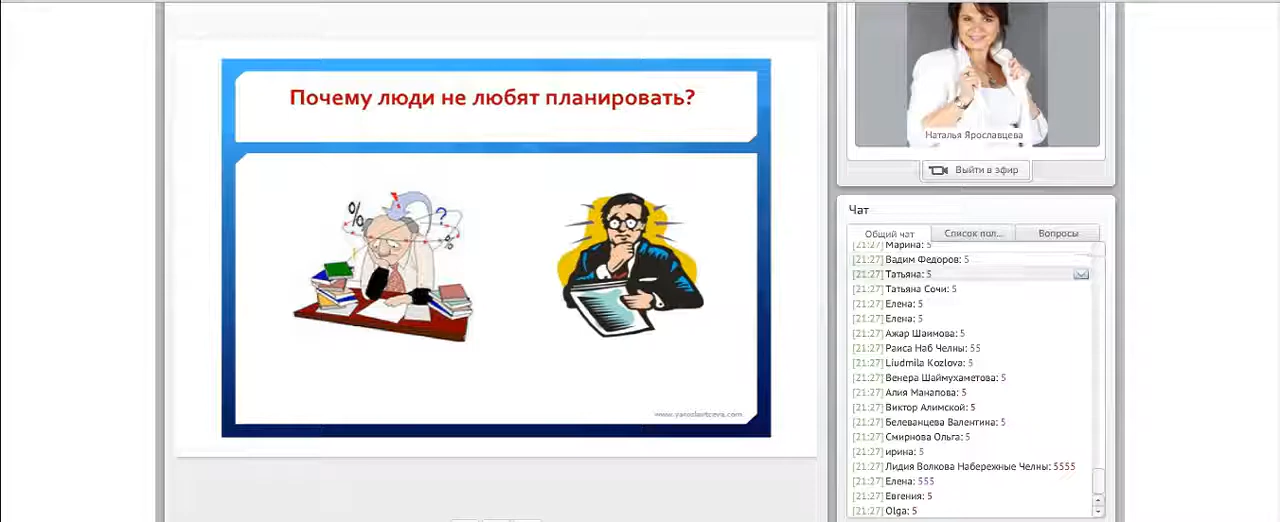 Почему люди не любят планировать?
%
?
%
www.yaroslavtceva.com
Наталья Ярославцева
Выйти в эфир
Чат
Общий чат
Список пол...
Вопросы
[21:27] Марина: 5
[21:27] Вадим Федоров: 5
[21:27] Татьяна: 5
[21:27] Татьяна Сочи: 5
[21:27] Елена: 5
[21:27] Елена: 5
[21:27] Ажар Шаимова: 5
[21:27] Раиса Наб Челны: 55
[21:27] Liudmila Kozlova: 5
[21:27] Венера Шаймухаметова: 5
[21:27] Алия Манапова: 5
[21:27] Виктор Алимской: 5
[21:27] Белеванцева Валентина: 5
[21:27] Смирнова Ольга: 5
[21:27] ирина: 5
[21:27] Лидия Волкова Набережные Челны: 5555
[21:27] Елена: 555
[21:27] Евгения: 5
[21:27] Olga: 5